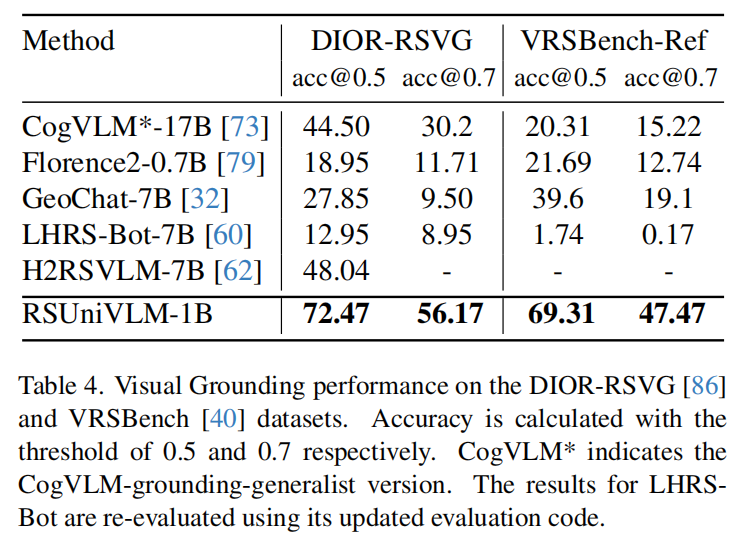 Method DIOR-RSVG VRSBench-Ref
acc@0.5 acc@0.7 acc@0.5 acc@0.7
CogVLM*-17B [73] 44.50 30.2 20.31 15.22
Florence2-0.7B [79] 18.95 11.71 21.69 12.74
GeoChat-7B [32] 27.85 9.50 39.6 19.1
LHRS-Bot-7B [60] 12.95 8.95 1.74 0.17
H2RSVLM-7B [62] 48.04 - - -
RSUniVLM-1B 72.47 56.17 69.31 47.47
Table 4. Visual Grounding performance on the DIOR-RSVG [86]
and VRSBench [40] datasets. Accuracy is calculated with the
threshold of 0.5 and 0.7 respectively. CogVLM* indicates the
CogVLM-grounding-generalist version. The results for LHRS-
Bot are re-evaluated using its updated evaluation code.